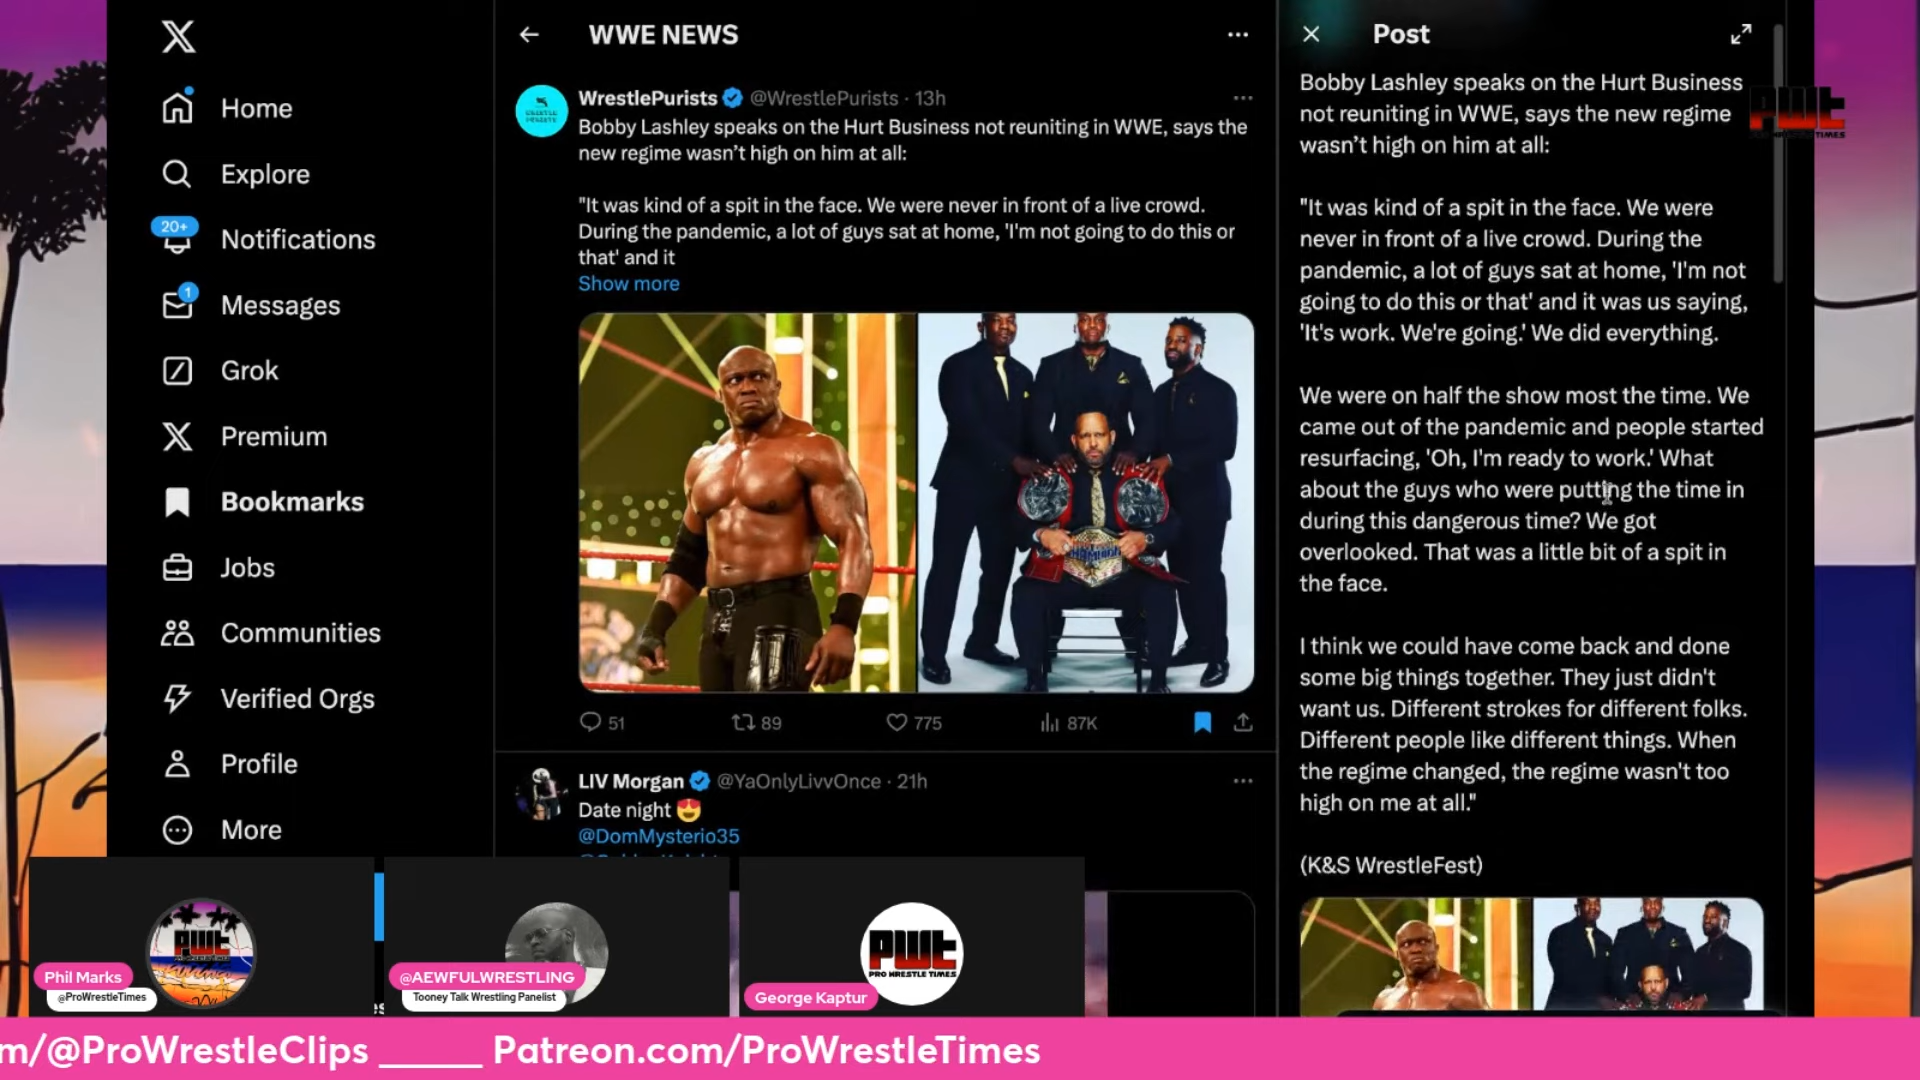 Home
Explore
20+
Notifications
1
Messages
Grok
Premium
Bookmarks
Jobs
Communities
Verified Orgs
Profile
More
WWE NEWS
WrestlePurists @WrestlePurists · 13h
Bobby Lashley speaks on the Hurt Business not reuniting in WWE, says the
new regime wasn’t high on him at all:
"It was kind of a spit in the face. We were never in front of a live crowd.
During the pandemic, a lot of guys sat at home, 'I'm not going to do this or
that' and it
Show more
51
89
775
87K
LIV Morgan @YaOnlyLivvOnce · 21h
Date night 😍
@DomMysterio35
Post
Bobby Lashley speaks on the Hurt Business
not reuniting in WWE, says the new regime
wasn’t high on him at all:
"It was kind of a spit in the face. We were
never in front of a live crowd. During the
pandemic, a lot of guys sat at home, 'I'm not
going to do this or that' and it was us saying,
'It's work. We're going.' We did everything.
We were on half the show most the time. We
came out of the pandemic and people started
resurfacing, 'Oh, I'm ready to work.' What
about the guys who were putting the time in
during this dangerous time? We got
overlooked. That was a little bit of a spit in
the face.
I think we could have come back and done
some big things together. They just didn't
want us. Different strokes for different folks.
Different people like different things. When
the regime changed, the regime wasn't too
high on me at all."
(K&S WrestleFest)
PWT
Phil Marks
@ProWrestleTimes
@AEWFULWRESTLING
Tooney Talk Wrestling Panelist
PWT
PRO WRESTLE TIMES
George Kaptur
m/@ProWrestleClips ______ Patreon.com/ProWrestleTimes